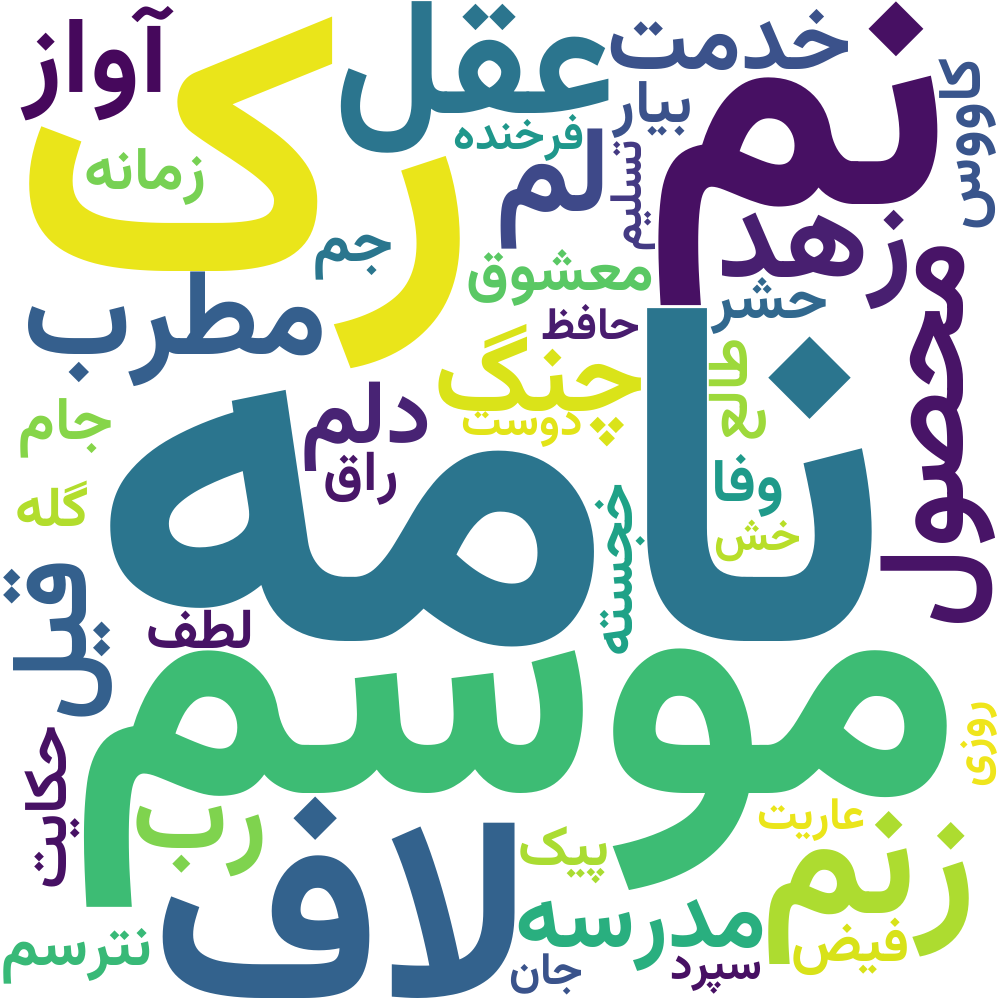 نم
خدمت
عقل
رک
آواز
کاووس
بیار
فرخنده
لم
تسلیم
زمانه
زهد
جم
معشوق
حشر
محصول
مطرب
حافظ
چنگ
طالع
نامه
دلم
جام
دوست
راق
وفا
گله
خش
خجسته
قیل
لطف
موسم
روزی
حکایت
رب
لاف
عاریت
زنم
پیک
مدرسه
فیض
نترسم
جان
سپرد